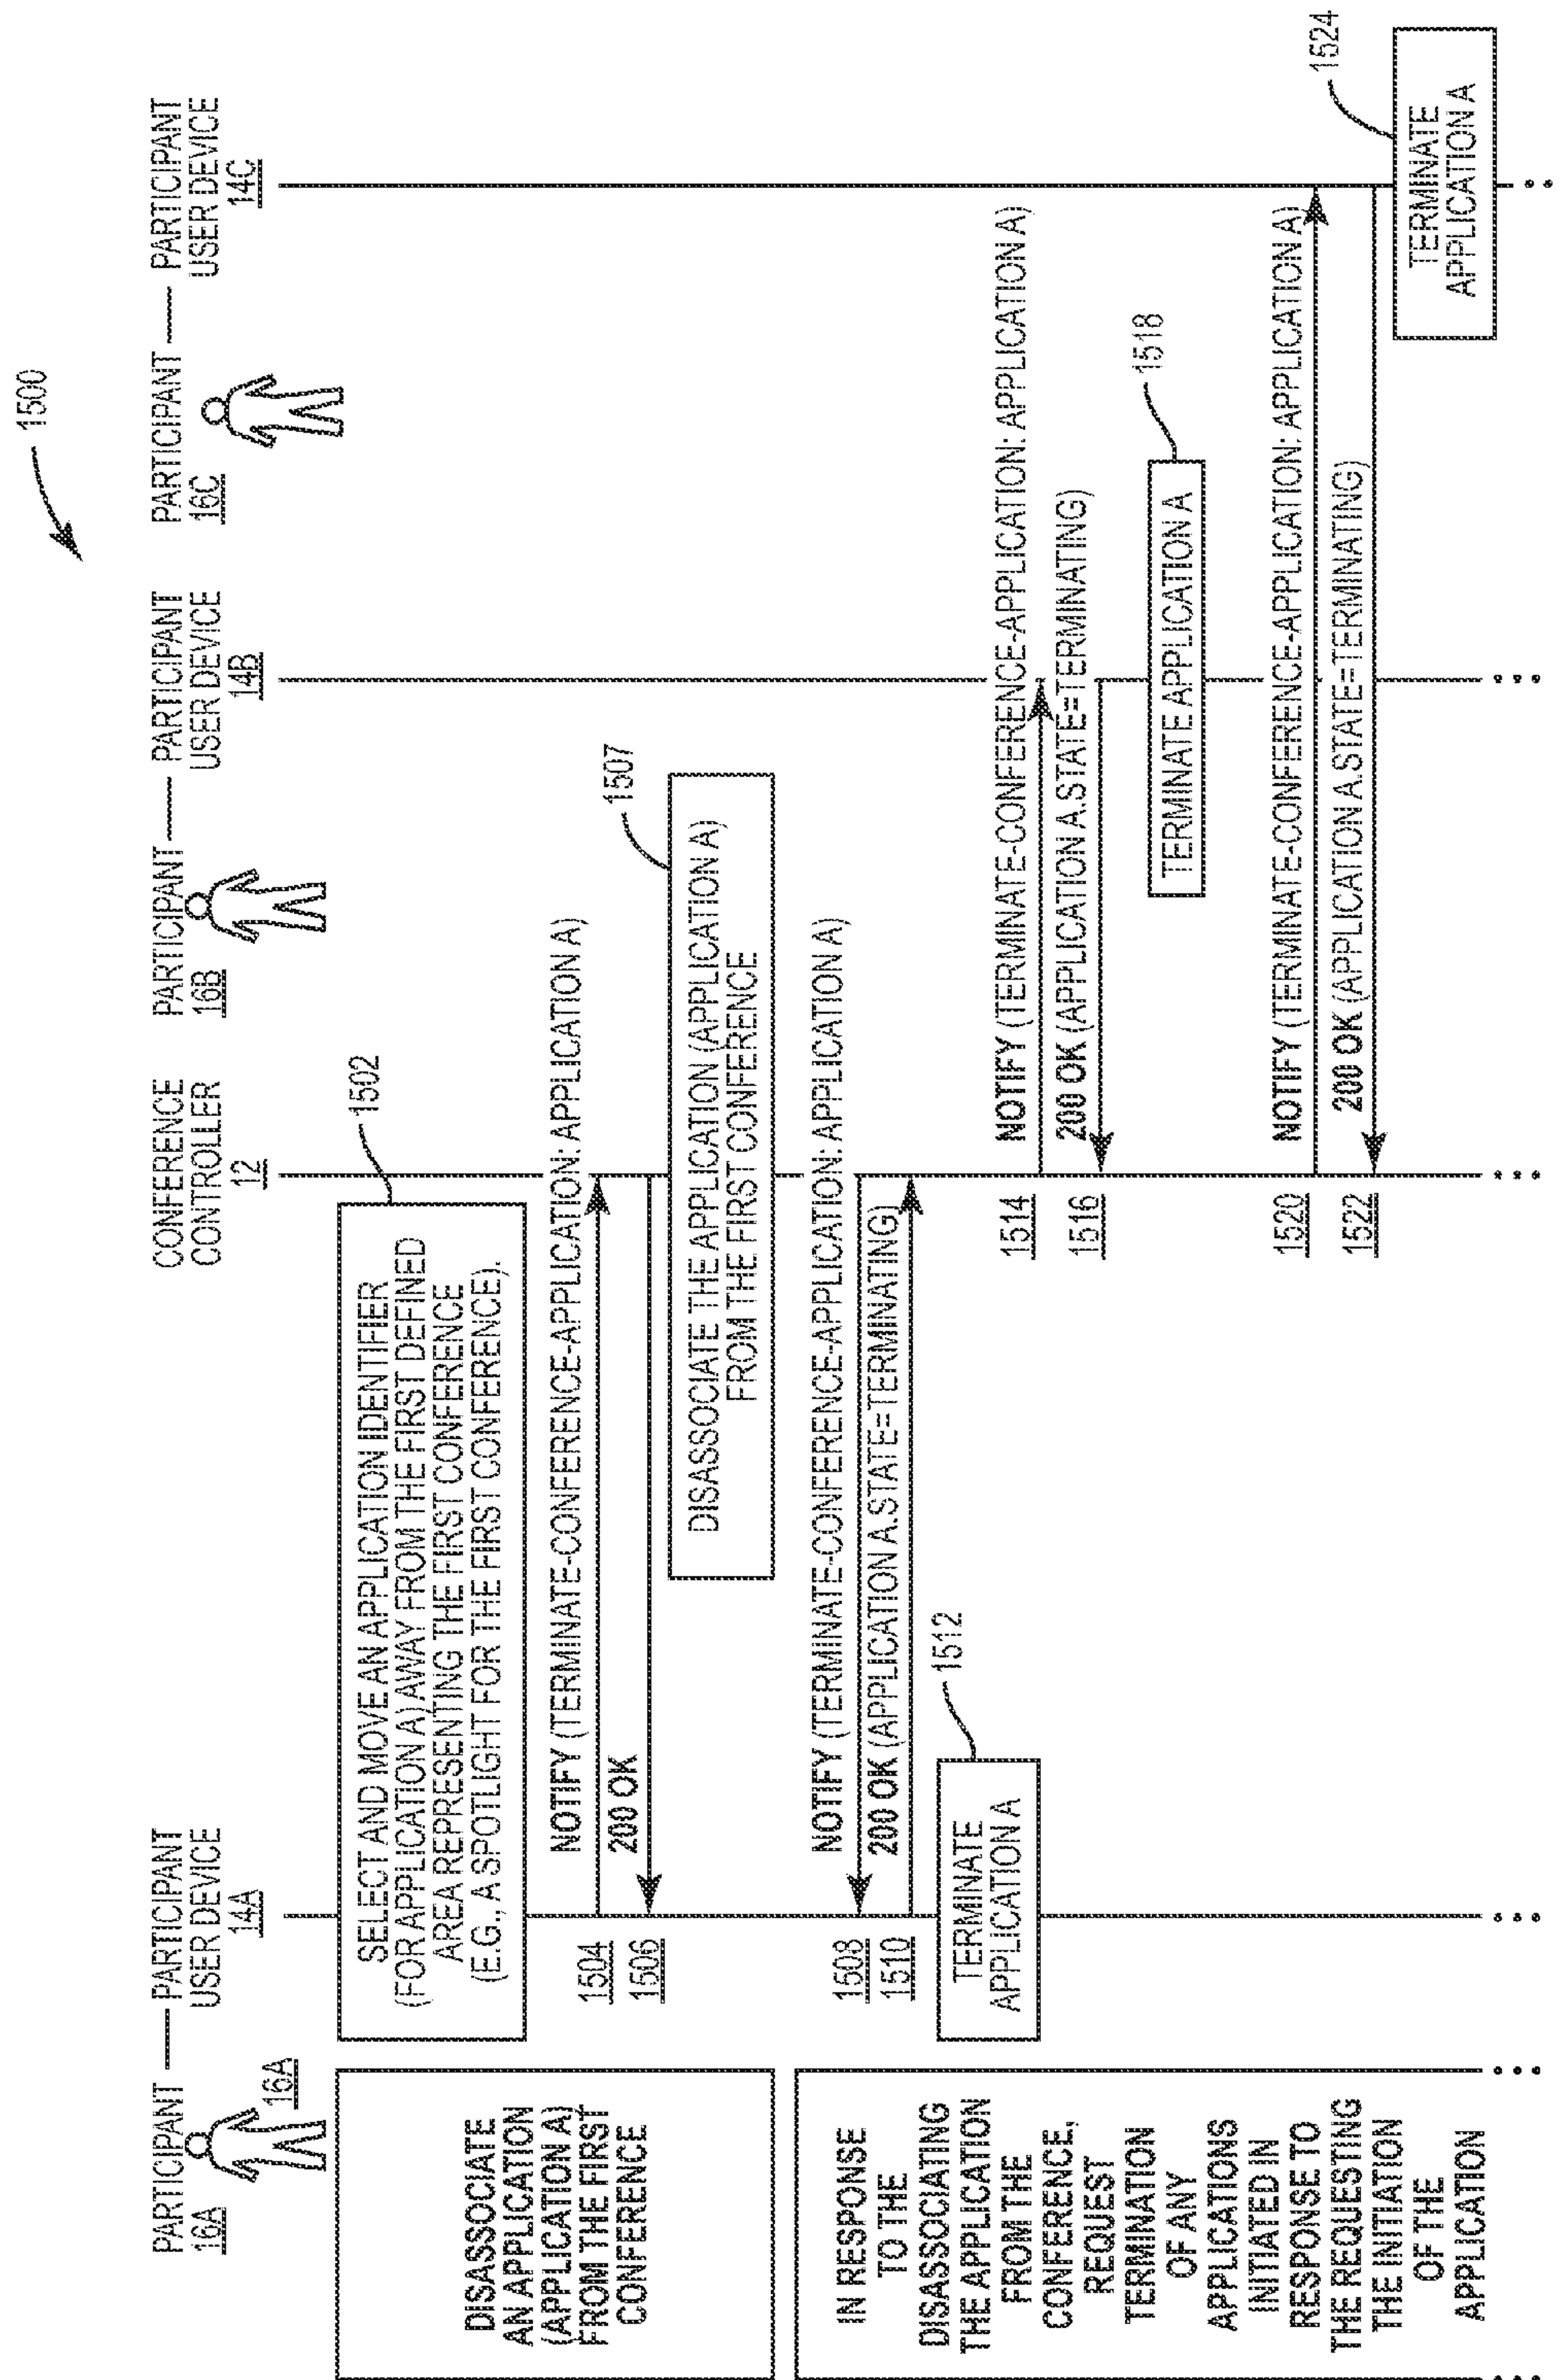 1500
PARTICIPANT
16A
16A
PARTICIPANT
USER DEVICE
14A
CONFERENCE
CONTROLLER
12
PARTICIPANT
16B
PARTICIPANT
USER DEVICE
14B
PARTICIPANT
16C
PARTICIPANT
USER DEVICE
14C
DISASSOCIATE
AN APPLICATION
(APPLICATION A)
FROM THE FIRST
CONFERENCE
1502
SELECT AND MOVE AN APPLICATION IDENTIFIER
(FOR APPLICATION A) AWAY FROM THE FIRST DEFINED
AREA REPRESENTING THE FIRST CONFERENCE
(E.G., A SPOTLIGHT FOR THE FIRST CONFERENCE).
1504
NOTIFY (TERMINATE-CONFERENCE-APPLICATION: APPLICATION A)
1506
200 OK
1507
DISASSOCIATE THE APPLICATION (APPLICATION A)
FROM THE FIRST CONFERENCE
IN RESPONSE
TO THE
DISASSOCIATING
THE APPLICATION
FROM THE
CONFERENCE,
REQUEST
TERMINATION
OF ANY
APPLICATIONS
INITIATED IN
RESPONSE TO
THE REQUESTING
THE INITIATION
OF THE
APPLICATION
1508
NOTIFY (TERMINATE-CONFERENCE-APPLICATION: APPLICATION A)
1510
200 OK (APPLICATION A.STATE=TERMINATING)
1512
TERMINATE
APPLICATION A
1514
NOTIFY (TERMINATE-CONFERENCE-APPLICATION: APPLICATION A)
1516
200 OK (APPLICATION A.STATE=TERMINATING)
1518
TERMINATE APPLICATION A
1520
NOTIFY (TERMINATE-CONFERENCE-APPLICATION: APPLICATION A)
1522
200 OK (APPLICATION A.STATE=TERMINATING)
1524
TERMINATE
APPLICATION A